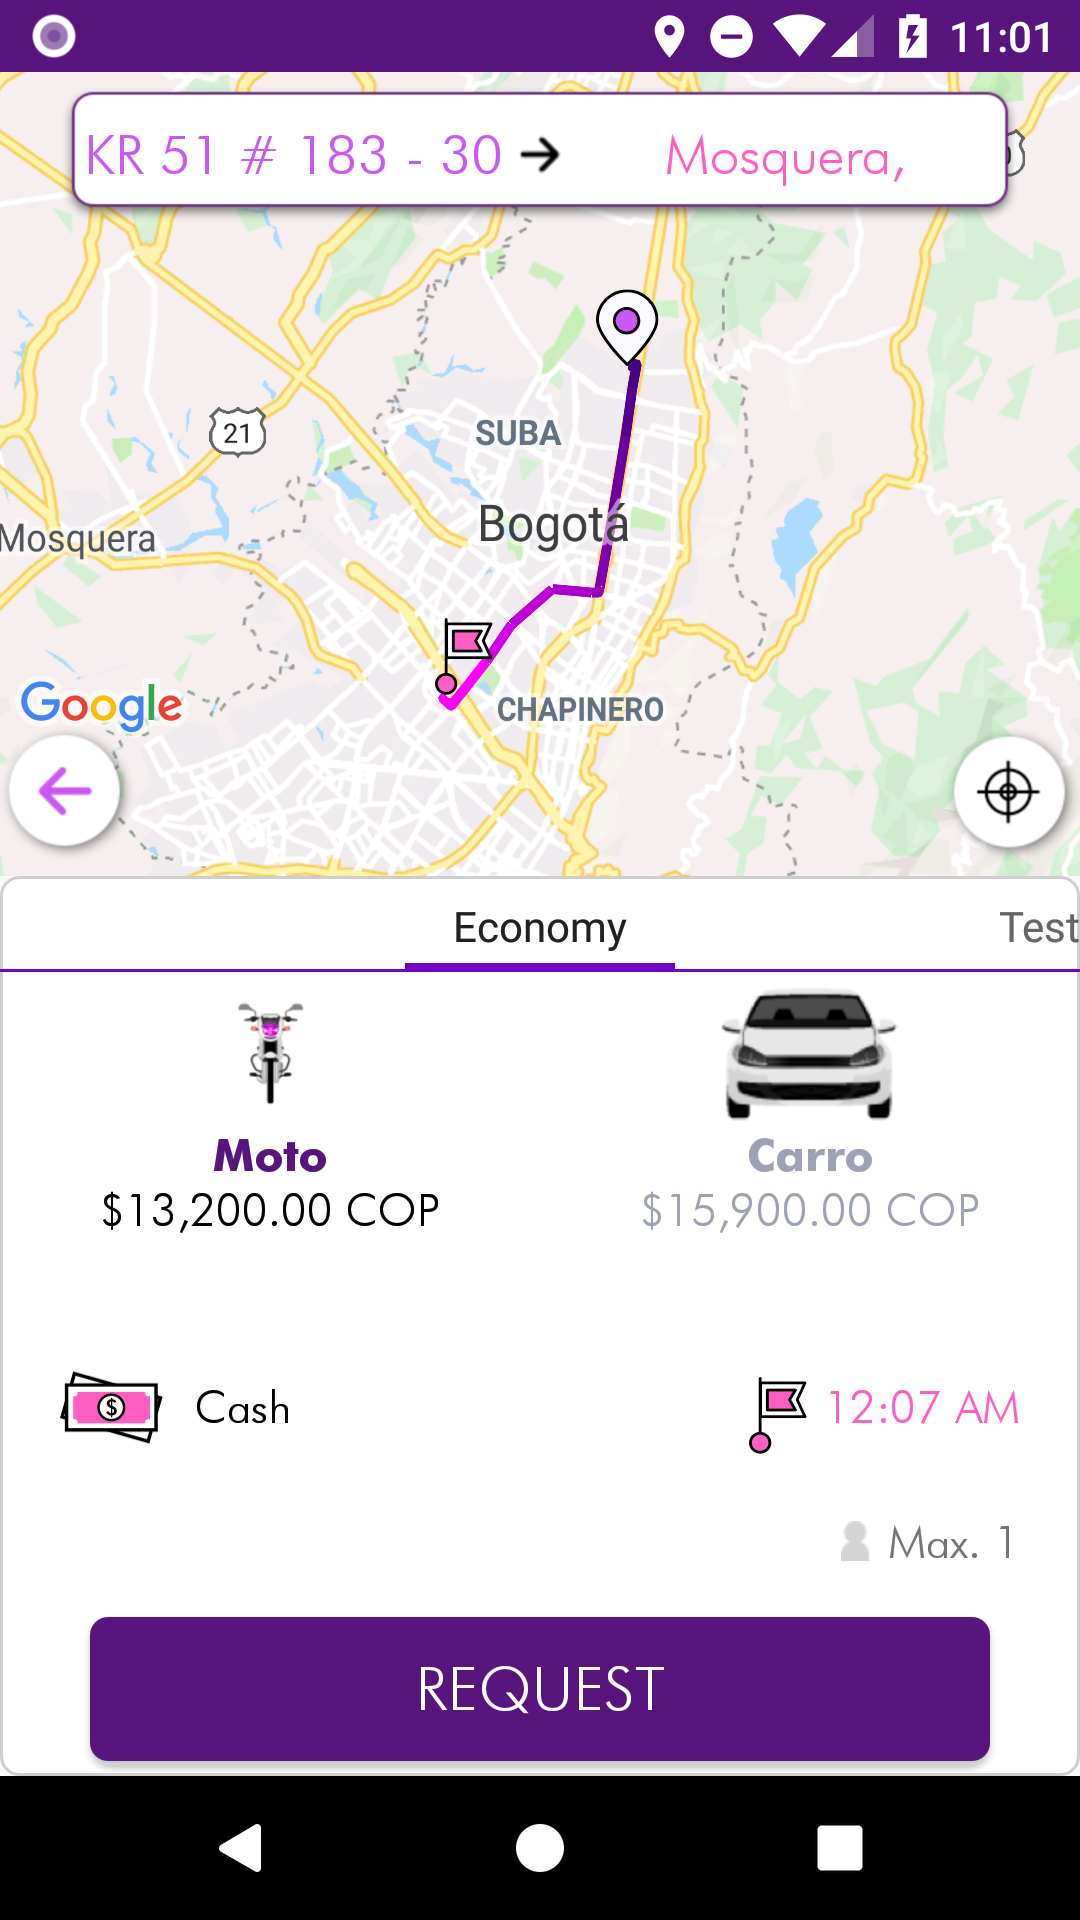 11:01
KR 51 # 183 - 30 → Mosquera,
SUBA
21
Bogotá
Mosquera
CHAPINERO
Google
Economy
Test
Moto
Carro
$13,200.00 COP
$15,900.00 COP
$
Cash
12:07 AM
Max. 1
REQUEST